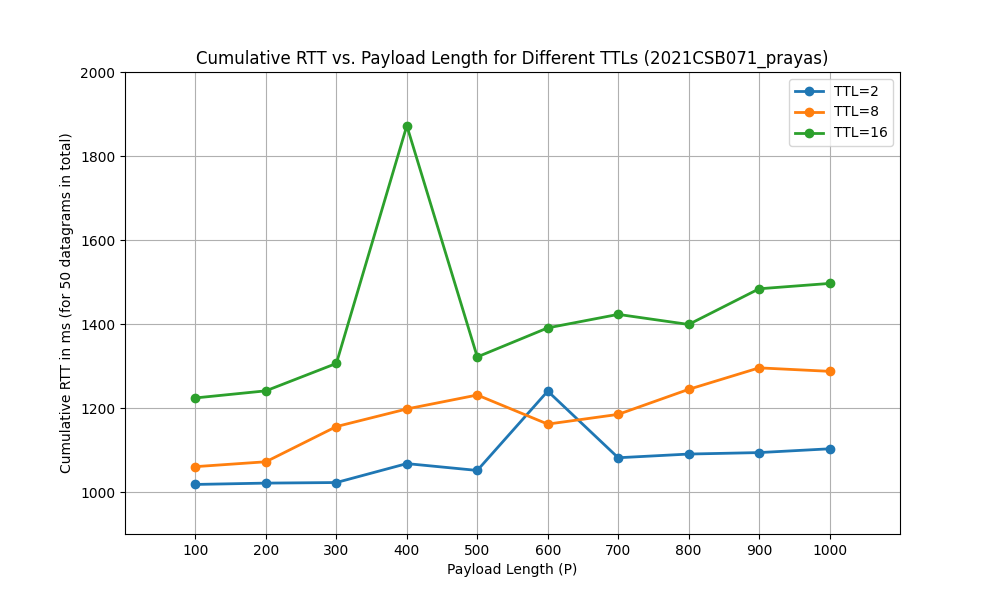 Cumulative RTT vs. Payload Length for Different TTLs (2021CSB071_prayas)
TTL=2
TTL=8
TTL=16
Cumulative RTT in ms (for 50 datagrams in total)
2000
1800
1600
1400
1200
1000
100 200 300 400 500 600 700 800 900 1000
Payload Length (P)